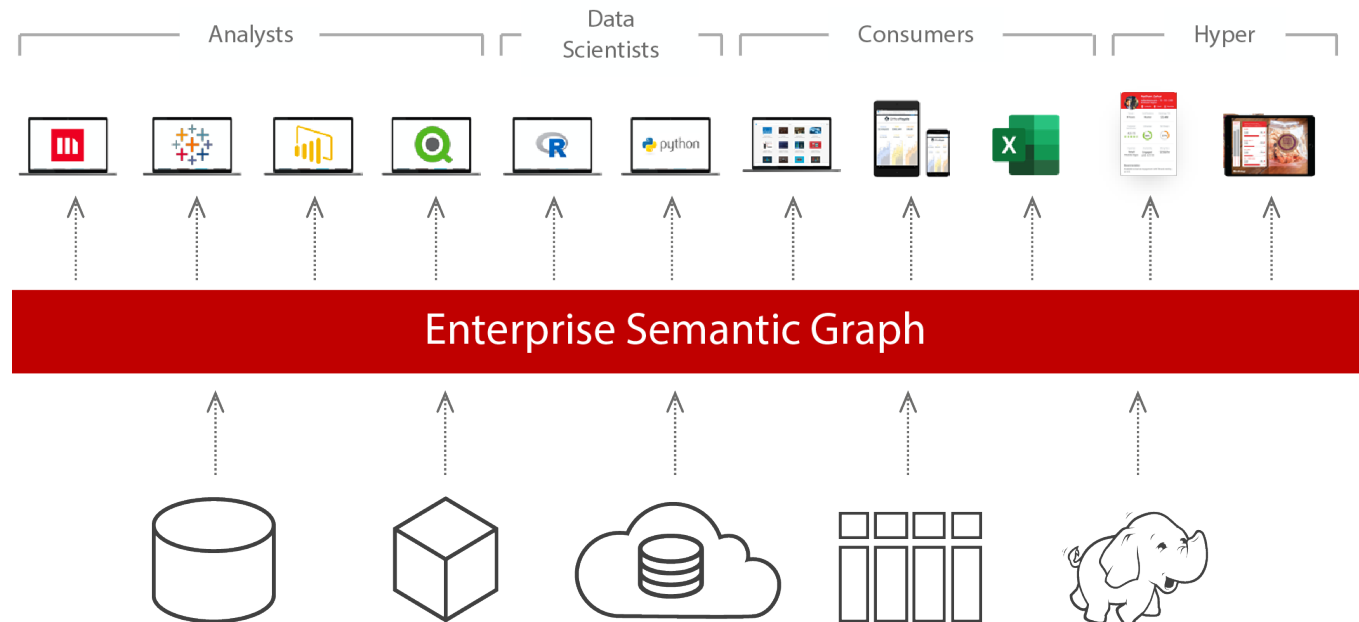 Analysts
Data
Scientists
Consumers
Hyper
R
python
X
Enterprise Semantic Graph